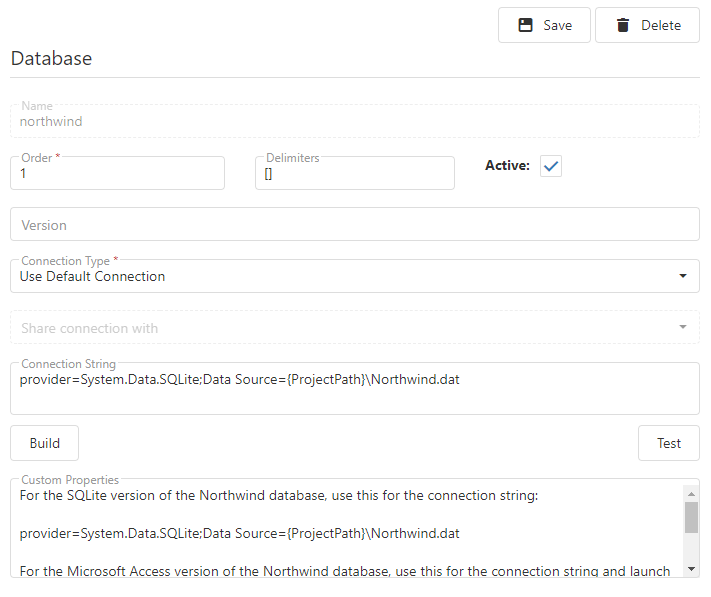 Save Delete
Database
Name
northwind
Order * Delimiters
1 [] Active:
Version
Connection Type *
Use Default Connection
Share connection with
Connection String
provider=System.Data.SQLite;Data Source={ProjectPath}\Northwind.dat
Build Test
Custom Properties
For the SQLite version of the Northwind database, use this for the connection string:
provider=System.Data.SQLite;Data Source={ProjectPath}\Northwind.dat
For the Microsoft Access version of the Northwind database, use this for the connection string and launch